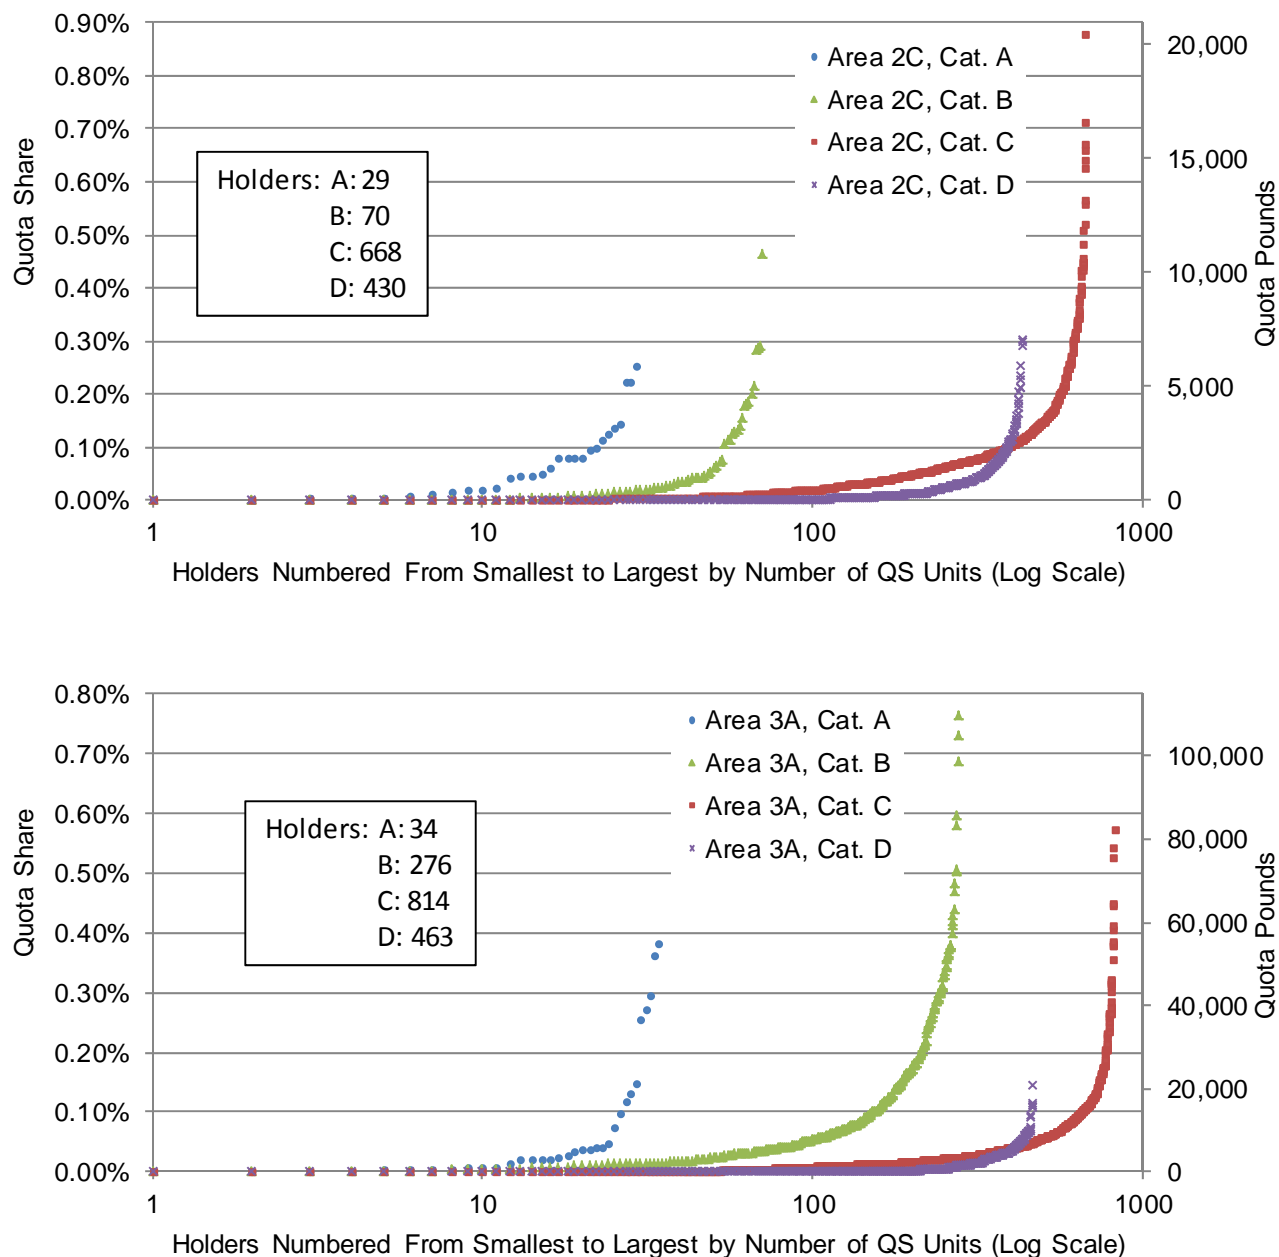 0.90%
0.80%
0.70%
0.60%
0.50%
0.40%
0.30%
0.20%
0.10%
0.00%
Quota Share
20,000
15,000
10,000
5,000
0
Quota Pounds
Area 2C, Cat. A
Area 2C, Cat. B
Area 2C, Cat. C
Area 2C, Cat. D
Holders: A: 29
B: 70
C: 668
D: 430
1 10 100 1000
Holders Numbered From Smallest to Largest by Number of QS Units (Log Scale)
0.80%
0.70%
0.60%
0.50%
0.40%
0.30%
0.20%
0.10%
0.00%
Quota Share
100,000
80,000
60,000
40,000
20,000
0
Quota Pounds
Area 3A, Cat. A
Area 3A, Cat. B
Area 3A, Cat. C
Area 3A, Cat. D
Holders: A: 34
B: 276
C: 814
D: 463
1 10 100 1000
Holders Numbered From Smallest to Largest by Number of QS Units (Log Scale)